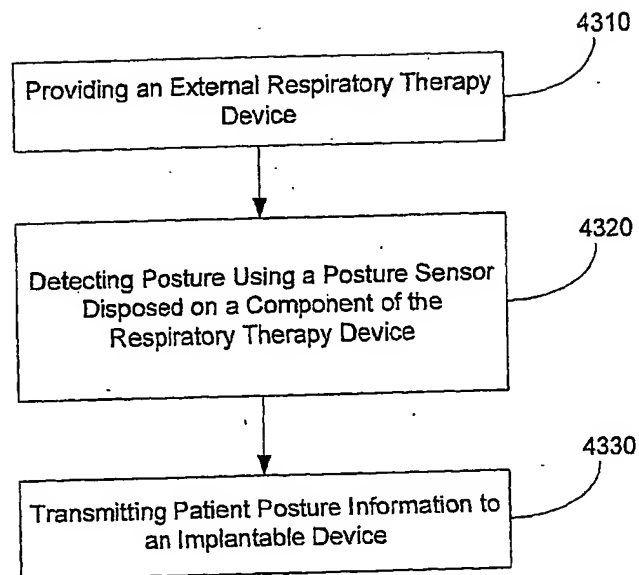 4310
Providing an External Respiratory Therapy
Device
4320
Detecting Posture Using a Posture Sensor
Disposed on a Component of the
Respiratory Therapy Device
4330
Transmitting Patient Posture Information to
an Implantable Device